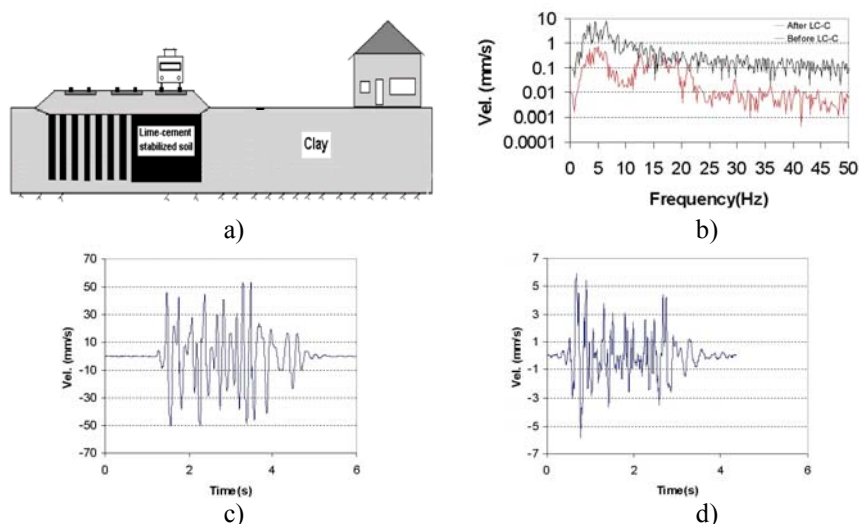 Lime-cement
stabilized soil
Clay
a)
Vel. (mm/s)
10
1
0.1
0.01
0.001
0.0001
After LC-C
Before LC-C
0 5 10 15 20 25 30 35 40 45 50
Frequency(Hz)
b)
Vel. (mm/s)
70
50
30
10
-10
-30
-50
-70
0 2 4 6
Time(s)
c)
Vel. (mm/s)
7
5
3
1
-1
-3
-5
-7
0 2 4 6
Time(s)
d)